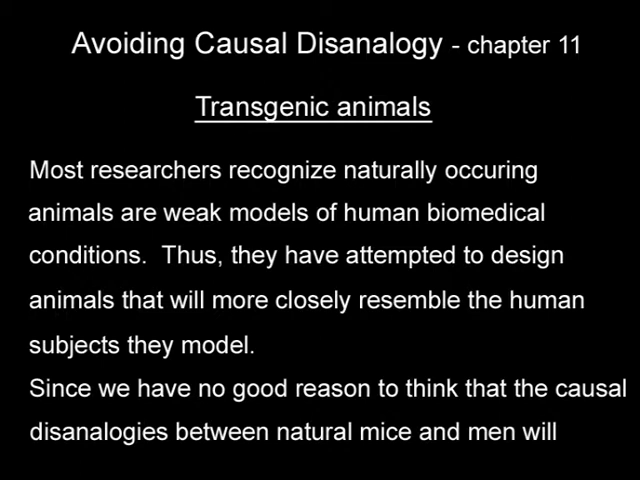 Avoiding Causal Disanalogy - chapter 11
Transgenic animals
Most researchers recognize naturally occuring
animals are weak models of human biomedical
conditions. Thus, they have attempted to design
animals that will more closely resemble the human
subjects they model.
Since we have no good reason to think that the causal
disanalogies between natural mice and men will